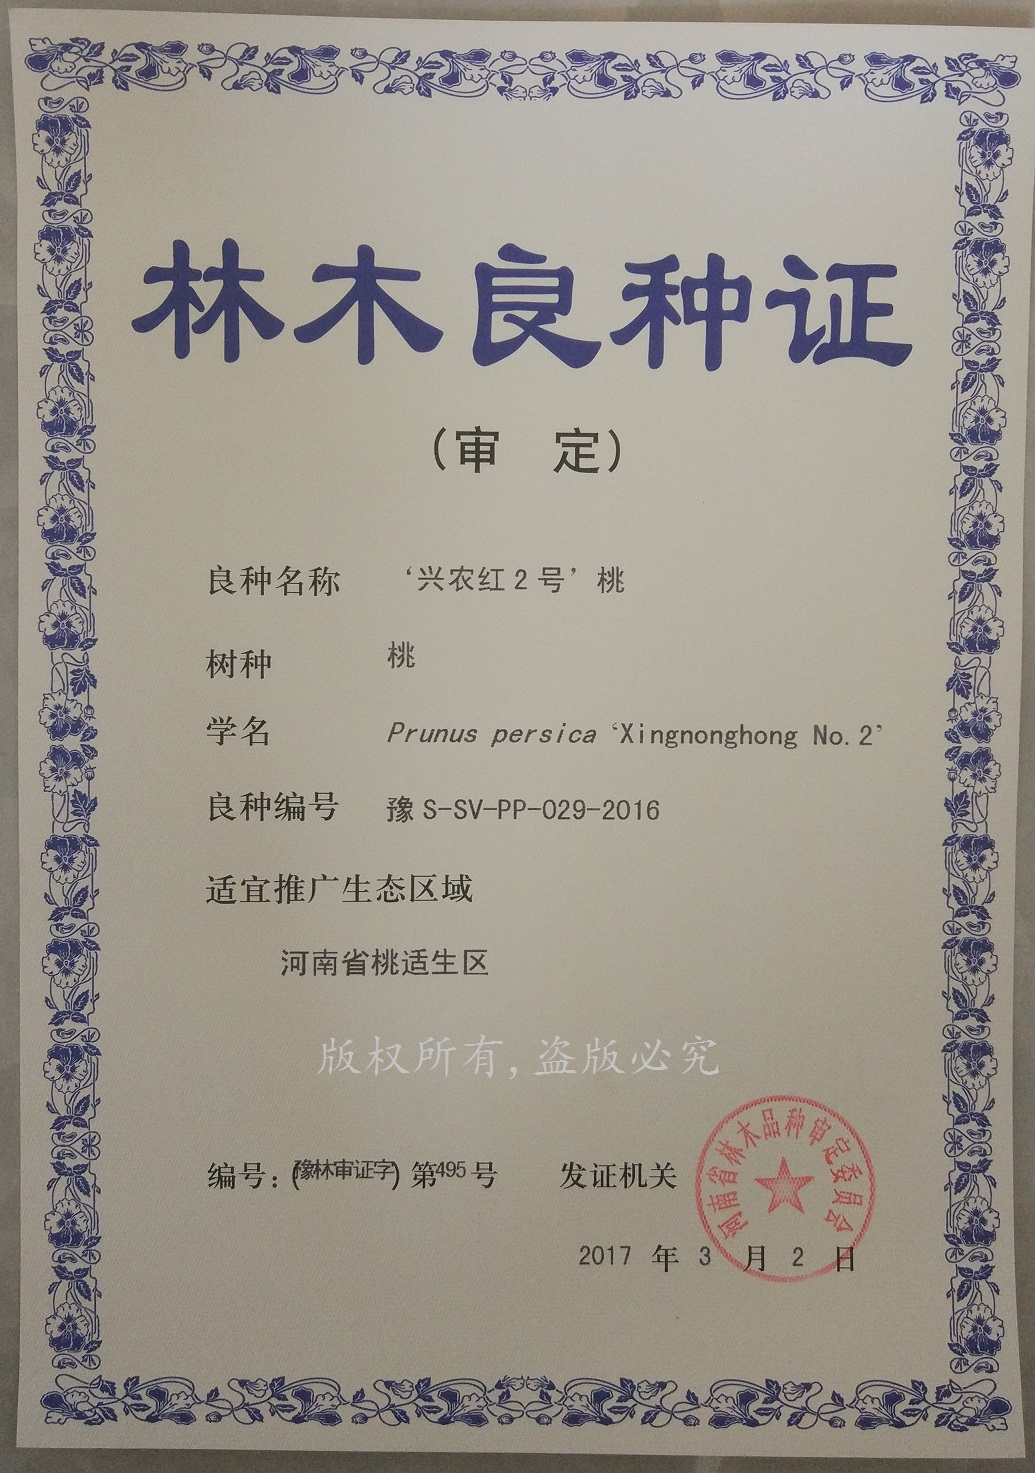 林木良种证
（审 定）
良种名称 ‘兴农红2号’桃
树种 桃
学名 Prunus persica ‘Xingnonghong No.2’
良种编号 豫S-SV-PP-029-2016
适宜推广生态区域
河南省桃适生区
版权所有,盗版必究
编号：(豫林审证字) 第495号 发证机关
河南省林木品种审定委员会
2017 年 3 月 2 日